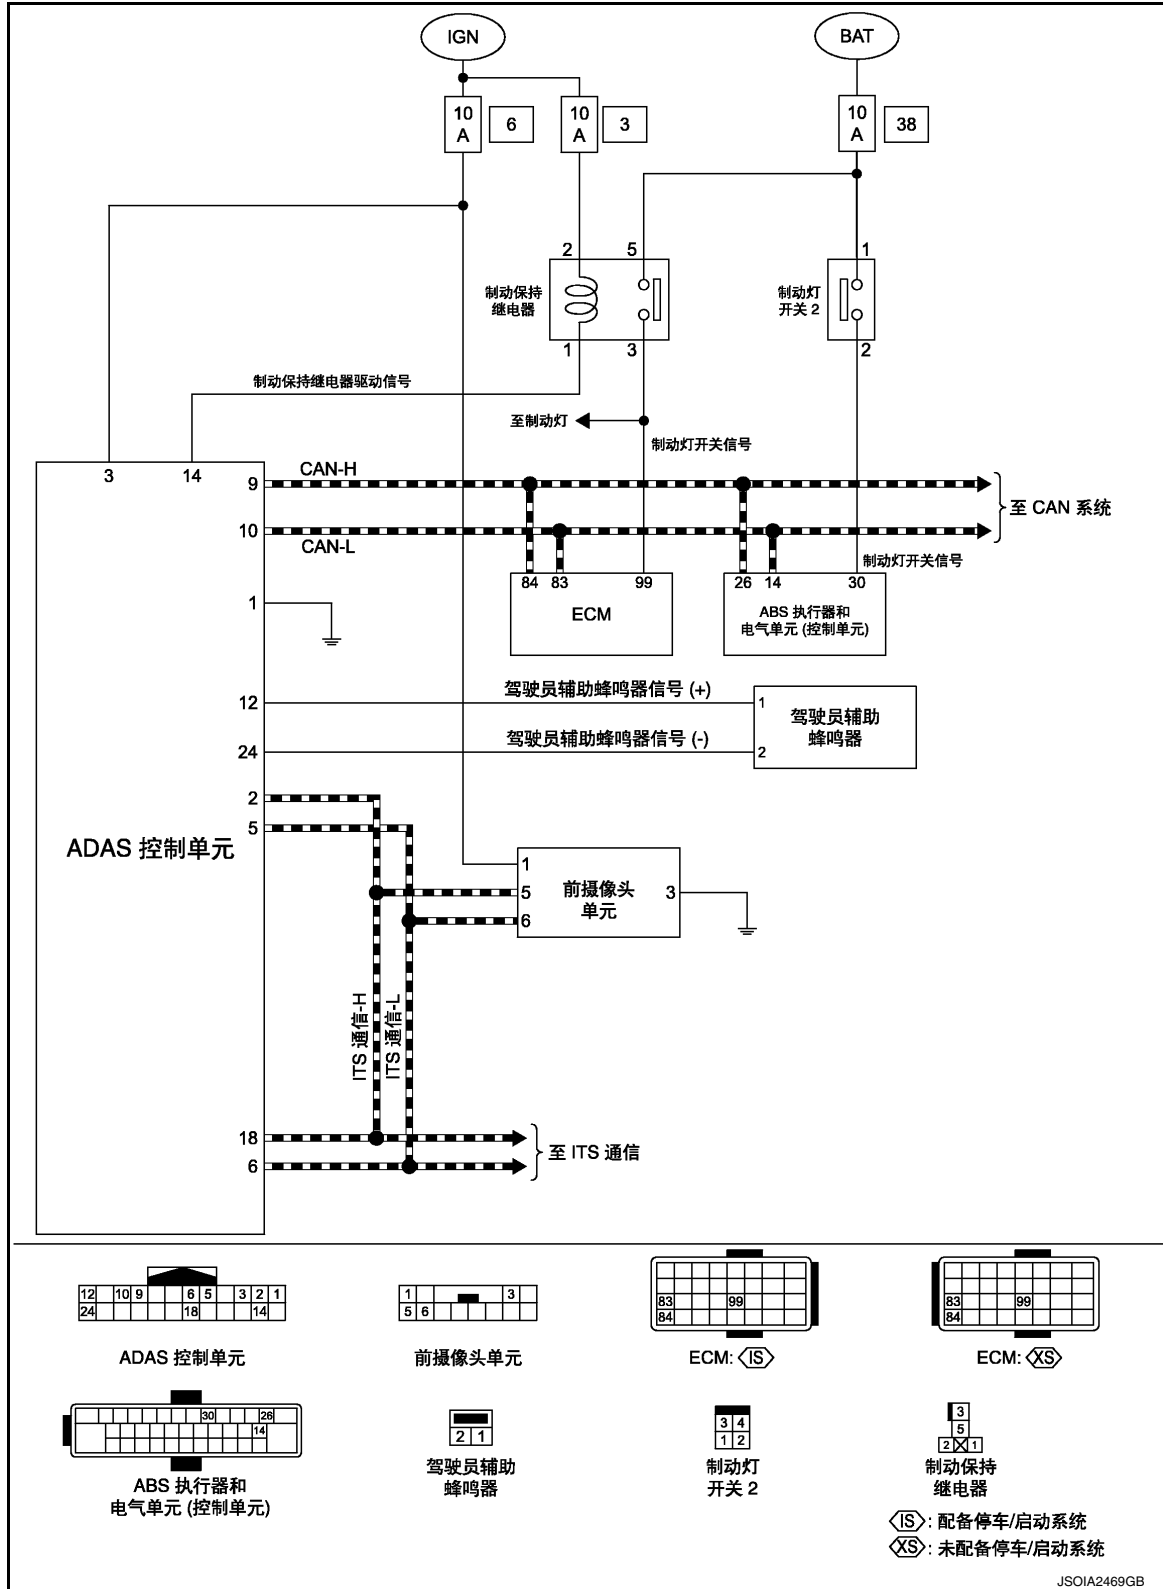 IGN
BAT
10
A
6
10
A
3
10
A
38
2
5
1
制动保持
继电器
制动灯
开关 2
1
3
2
制动保持继电器驱动信号
至制动灯
制动灯开关信号
3
14
9
CAN-H
至 CAN 系统
10
CAN-L
制动灯开关信号
84
83
99
26
14
30
ECM
ABS 执行器和
电气单元 (控制单元)
1
12
驾驶员辅助蜂鸣器信号 (+)
1
驾驶员辅助
蜂鸣器
24
驾驶员辅助蜂鸣器信号 (-)
2
2
5
ADAS 控制单元
1
5
6
前摄像头
单元
3
ITS 通信-H
ITS 通信-L
18
6
至 ITS 通信
12 10 9 6 5 3 2 1
24 18 14
ADAS 控制单元
1 3
5 6
前摄像头单元
83 99
84
ECM: IS
83 99
84
ECM: XS
30 26
14
ABS 执行器和
电气单元 (控制单元)
2 1
驾驶员辅助
蜂鸣器
3 4
1 2
制动灯
开关 2
3
5
2 1
制动保持
继电器
IS : 配备停车/启动系统
XS : 未配备停车/启动系统
JSOIA2469GB